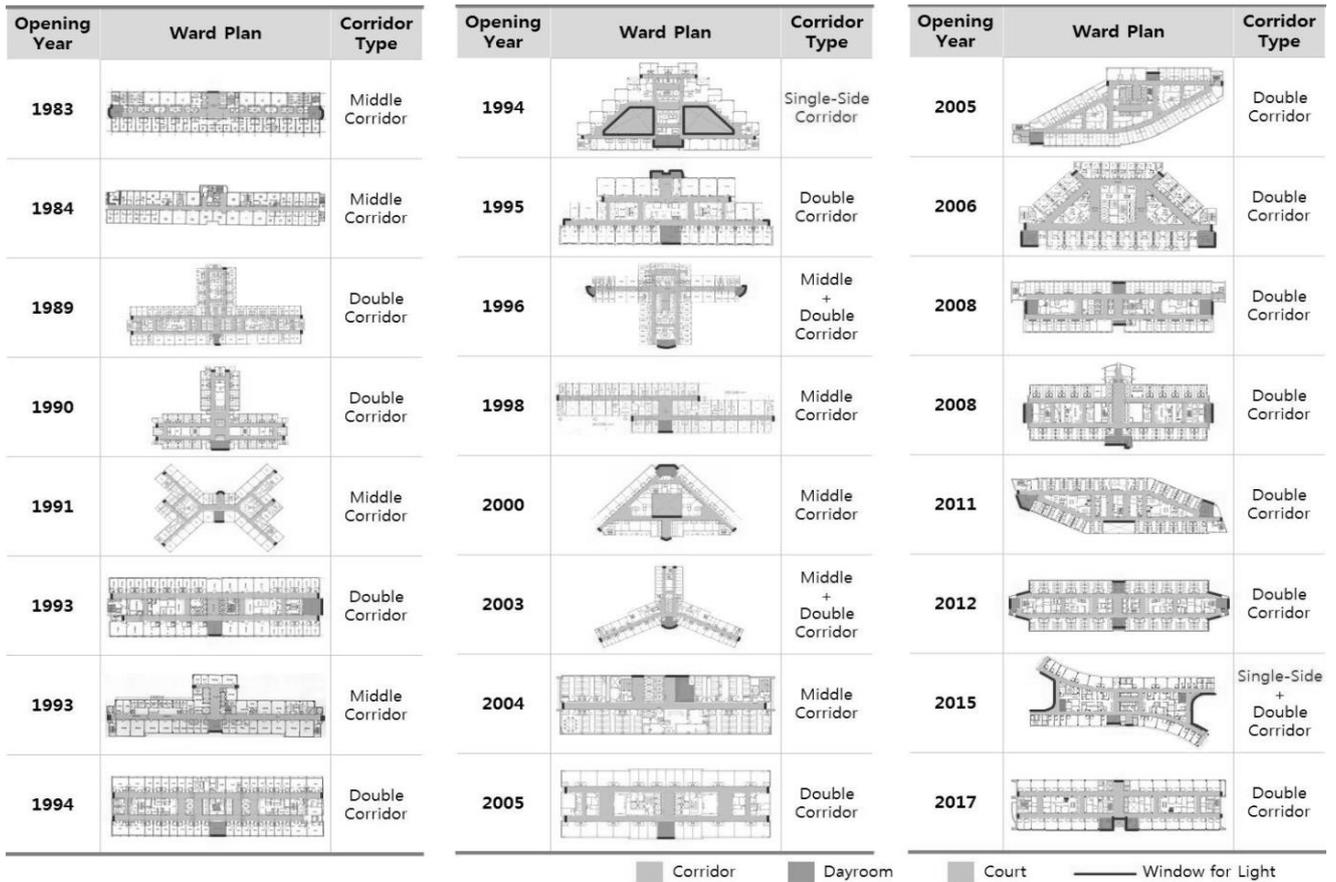 Opening Year Ward Plan Corridor Type
1983 Middle Corridor
1984 Middle Corridor
1989 Double Corridor
1990 Double Corridor
1991 Middle Corridor
1993 Double Corridor
1993 Middle Corridor
1994 Double Corridor
Opening Year Ward Plan Corridor Type
1994 Single-Side Corridor
1995 Double Corridor
1996 Middle + Double Corridor
1998 Middle Corridor
2000 Middle Corridor
2003 Middle + Double Corridor
2004 Middle Corridor
2005 Double Corridor
Opening Year Ward Plan Corridor Type
2005 Double Corridor
2006 Double Corridor
2008 Double Corridor
2008 Double Corridor
2011 Double Corridor
2012 Double Corridor
2015 Single-Side + Double Corridor
2017 Double Corridor
Corridor Dayroom Court Window for Light